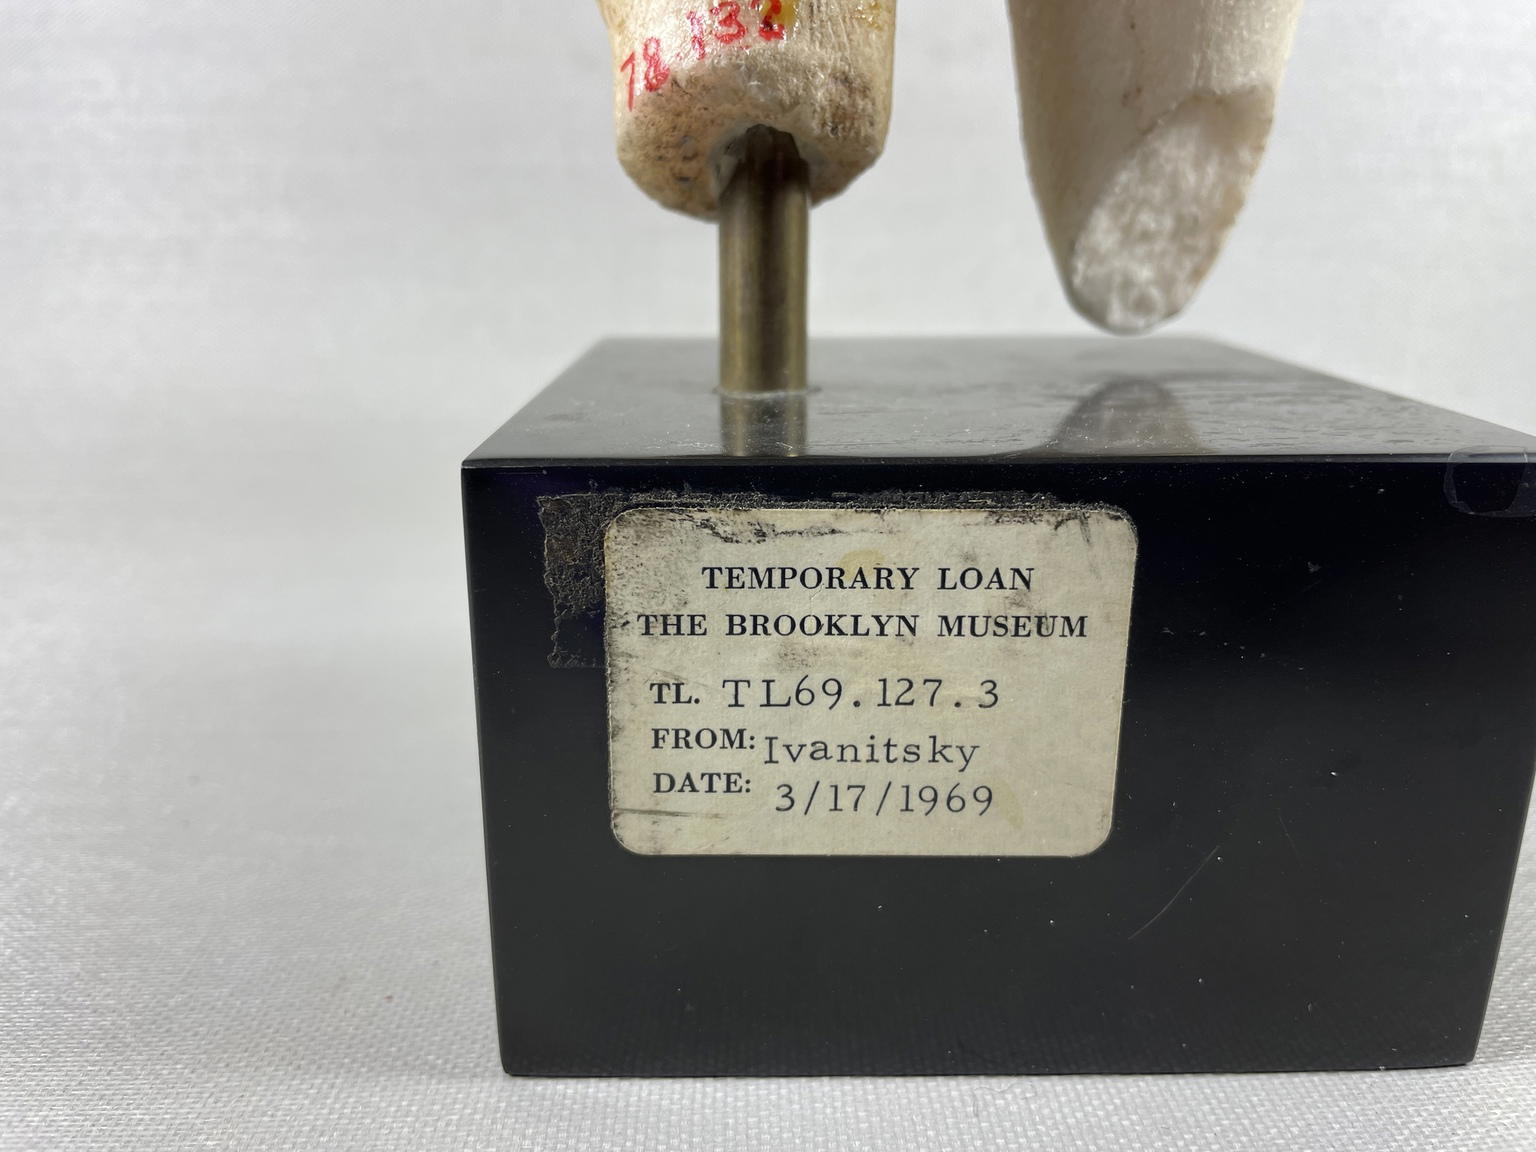 78.132
TEMPORARY LOAN
THE BROOKLYN MUSEUM
TL. TL69.127.3
FROM: Ivanitsky
DATE: 3/17/1969